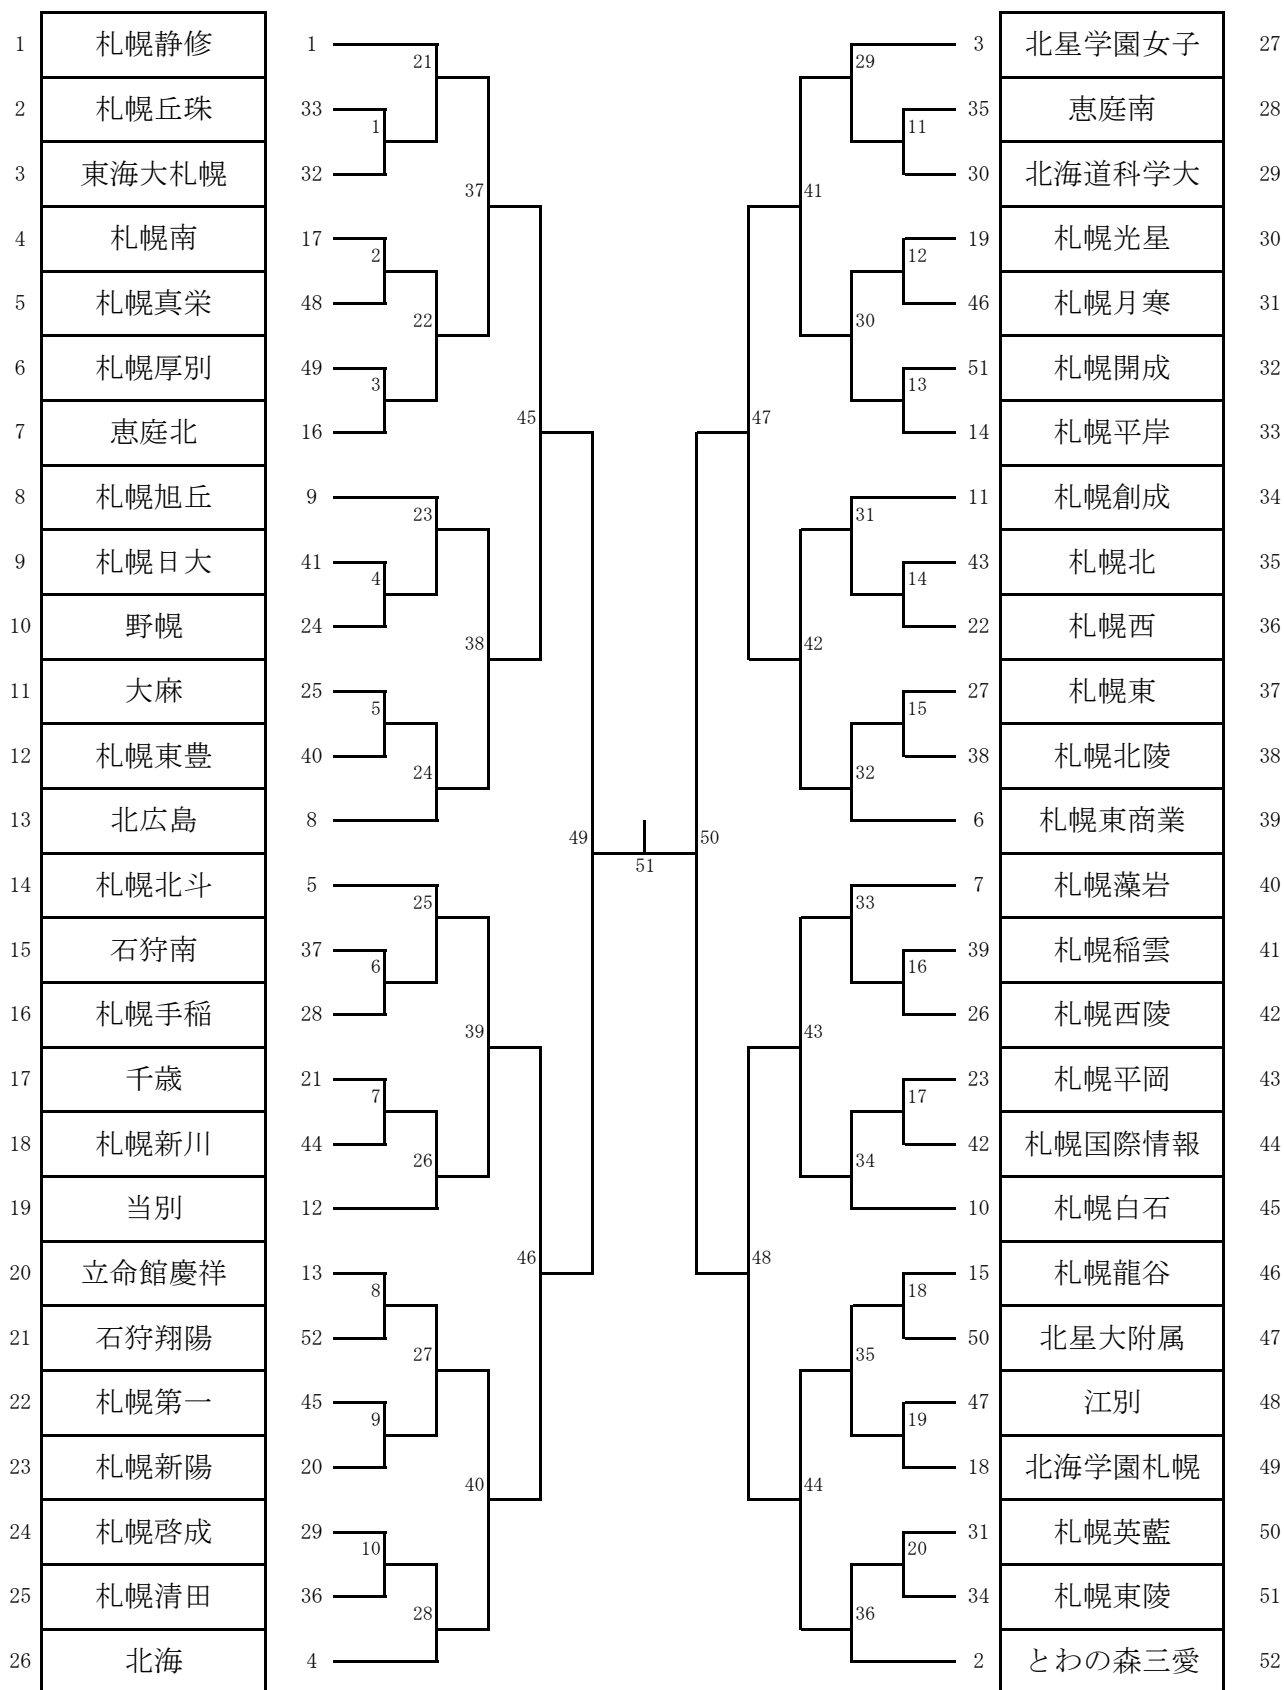 1 札幌静修 1 3 北星学園女子 27
21 29
2 札幌丘珠 33 35 恵庭南 28
1 11
3 東海大札幌 32 30 北海道科学大 29
37 41
4 札幌南 17 19 札幌光星 30
2 12
5 札幌真栄 48 46 札幌月寒 31
22 30
6 札幌厚別 49 51 札幌開成 32
3 13
7 恵庭北 16 14 札幌平岸 33
45 47
8 札幌旭丘 9 11 札幌創成 34
23 31
9 札幌日大 41 43 札幌北 35
4 14
10 野幌 24 22 札幌西 36
38 42
11 大麻 25 27 札幌東 37
5 15
12 札幌東豊 40 38 札幌北陵 38
24 32
13 北広島 8 6 札幌東商業 39
49 50
51
14 札幌北斗 5 7 札幌藻岩 40
25 33
15 石狩南 37 39 札幌稲雲 41
6 16
16 札幌手稲 28 26 札幌西陵 42
39 43
17 千歳 21 23 札幌平岡 43
7 17
18 札幌新川 44 42 札幌国際情報 44
26 34
19 当別 12 10 札幌白石 45
46 48
20 立命館慶祥 13 15 札幌龍谷 46
8 18
21 石狩翔陽 52 50 北星大附属 47
27 35
22 札幌第一 45 47 江別 48
9 19
23 札幌新陽 20 18 北海学園札幌 49
40 44
24 札幌啓成 29 31 札幌英藍 50
10 20
25 札幌清田 36 34 札幌東陵 51
28 36
26 北海 4 2 とわの森三愛 52